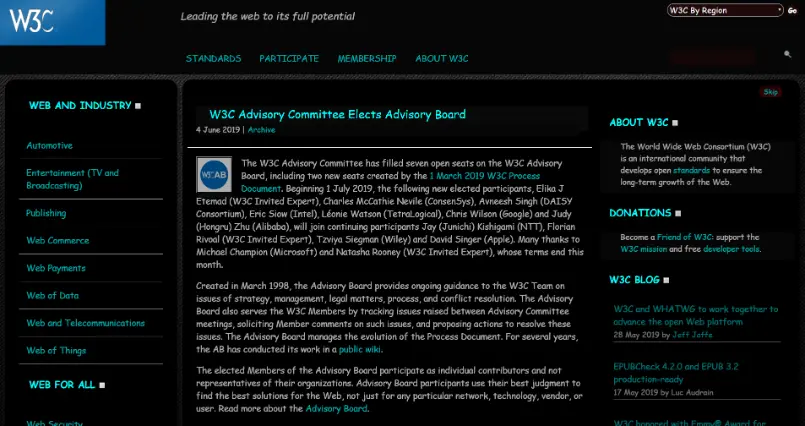 W3C
Leading the web to its full potential
W3C By Region
Go
STANDARDS PARTICIPATE MEMBERSHIP ABOUT W3C
Skip
WEB AND INDUSTRY
Automotive
Entertainment (TV and
Broadcasting)
Publishing
Web Commerce
Web Payments
Web of Data
Web and Telecommunications
Web of Things
WEB FOR ALL
Web Security
W3C Advisory Committee Elects Advisory Board
4 June 2019 | Archive
W3C AB
The W3C Advisory Committee has filled seven open seats on the W3C Advisory
Board, including two new seats created by the 1 March 2019 W3C Process
Document. Beginning 1 July 2019, the following new elected participants, Elika J
Etemad (W3C Invited Expert), Charles McCathie Nevile (ConsenSys), Avneesh Singh (DAISY
Consortium), Eric Siow (Intel), Léonie Watson (TetraLogical), Chris Wilson (Google) and Judy
(Hongru) Zhu (Alibaba), will join continuing participants Jay (Junichi) Kishigami (NTT), Florian
Rivoal (W3C Invited Expert), Tzviya Siegman (Wiley) and David Singer (Apple). Many thanks to
Michael Champion (Microsoft) and Natasha Rooney (W3C Invited Expert), whose terms end this
month.
Created in March 1998, the Advisory Board provides ongoing guidance to the W3C Team on
issues of strategy, management, legal matters, process, and conflict resolution. The Advisory
Board also serves the W3C Members by tracking issues raised between Advisory Committee
meetings, soliciting Member comments on such issues, and proposing actions to resolve these
issues. The Advisory Board manages the evolution of the Process Document. For several years,
the AB has conducted its work in a public wiki.
The elected Members of the Advisory Board participate as individual contributors and not
representatives of their organizations. Advisory Board participants use their best judgment to
find the best solutions for the Web, not just for any particular network, technology, vendor, or
user. Read more about the Advisory Board.
ABOUT W3C
The World Wide Web Consortium (W3C)
is an international community that
develops open standards to ensure the
long-term growth of the Web.
DONATIONS
Become a Friend of W3C: support the
W3C mission and free developer tools.
W3C BLOG
W3C and WHATWG to work together to
advance the open Web platform
28 May 2019 by Jeff Jaffe
EPUBCheck 4.2.0 and EPUB 3.2
production-ready
17 May 2019 by Luc Audrain
W3C honored with Emmy® Award for